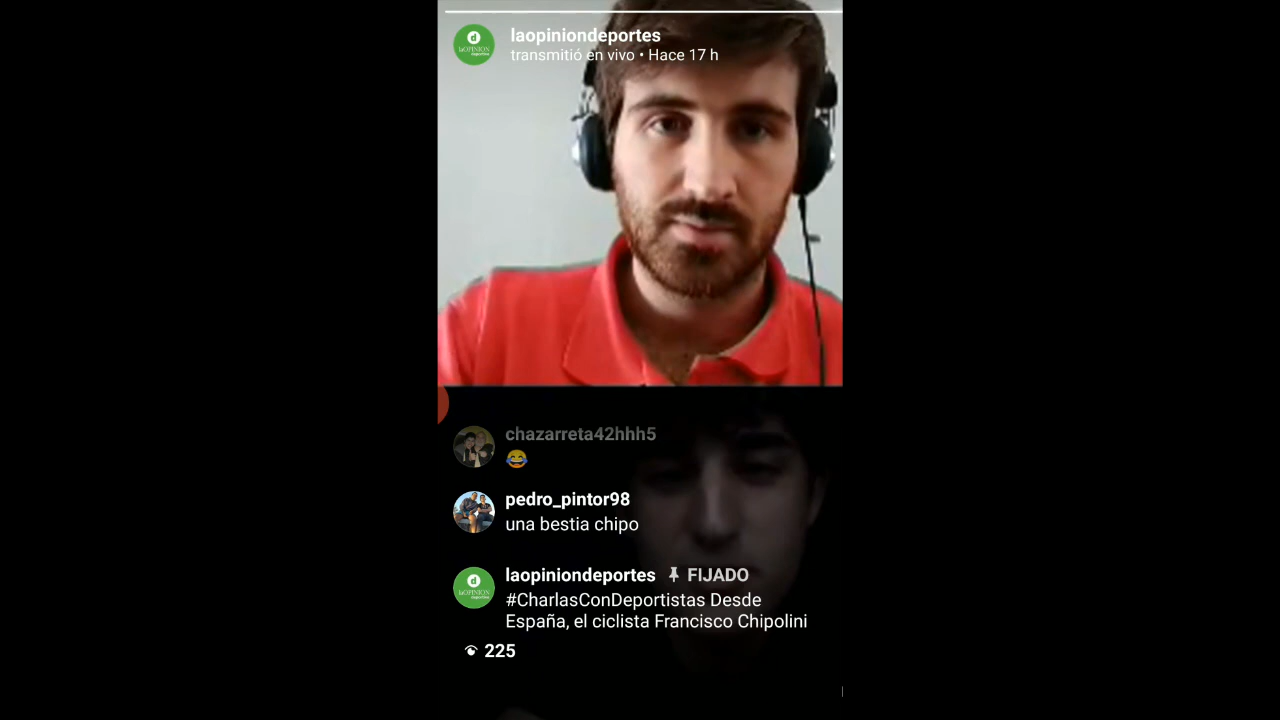 laopiniondeportes
transmitió en vivo • Hace 17 h
chazarreta42hhh5
😂
pedro_pintor98
una bestia chipo
laopiniondeportes FIJADO
#CharlasConDeportistas Desde
España, el ciclista Francisco Chipolini
225